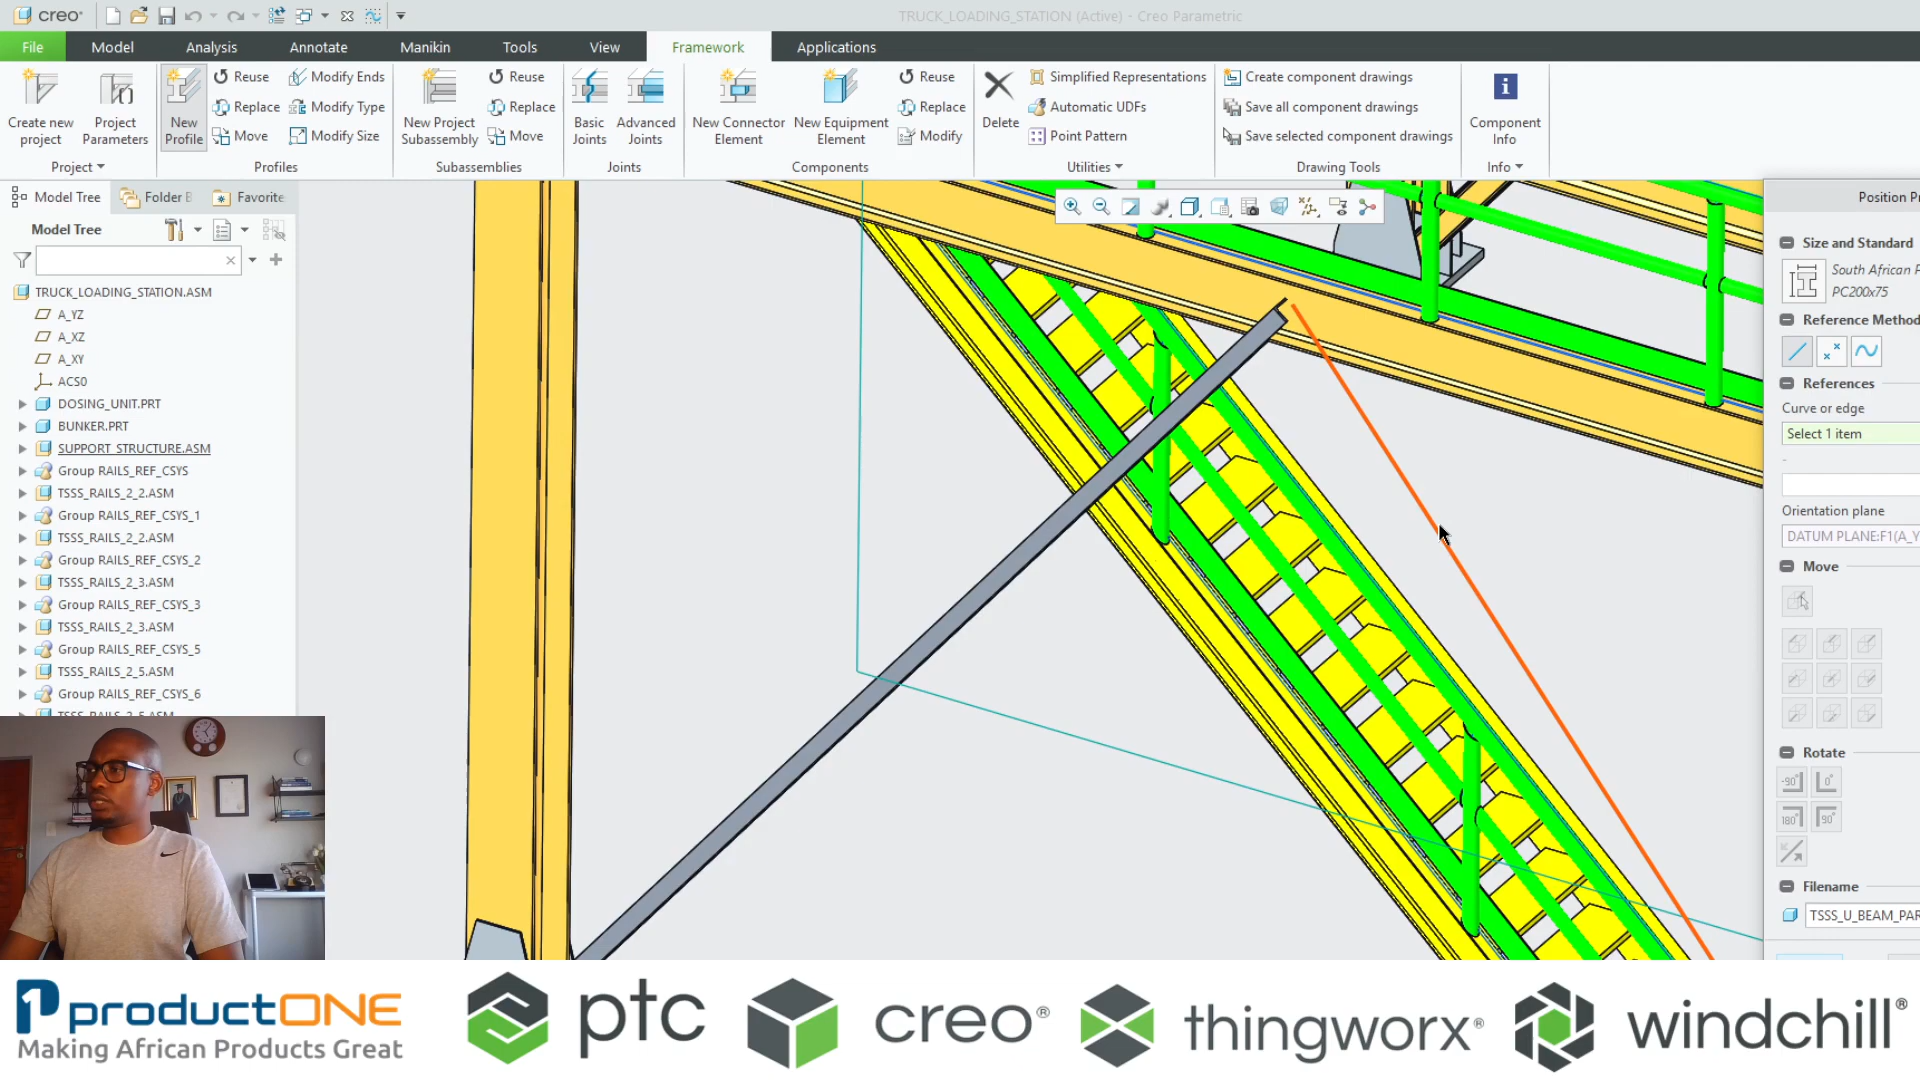 creo®
TRUCK_LOADING_STATION (Active) - Creo Parametric
File
Model
Analysis
Annotate
Manikin
Tools
View
Framework
Applications
Create new project
Project Parameters
Project
New Profile
Reuse
Replace
Move
Modify Ends
Modify Type
Modify Size
Profiles
New Project Subassembly
Reuse
Replace
Move
Subassemblies
Basic Joints
Advanced Joints
Joints
New Connector Element
New Equipment Element
Reuse
Replace
Modify
Components
Delete
Simplified Representations
Automatic UDFs
Point Pattern
Utilities
Create component drawings
Save all component drawings
Save selected component drawings
Drawing Tools
Component Info
Info
Model Tree
Folder B
Favorite
Model Tree
TRUCK_LOADING_STATION.ASM
A_YZ
A_XZ
A_XY
ACS0
DOSING_UNIT.PRT
BUNKER.PRT
SUPPORT_STRUCTURE.ASM
Group RAILS_REF_CSYS
TSSS_RAILS_2_2.ASM
Group RAILS_REF_CSYS_1
TSSS_RAILS_2_2.ASM
Group RAILS_REF_CSYS_2
TSSS_RAILS_2_3.ASM
Group RAILS_REF_CSYS_3
TSSS_RAILS_2_3.ASM
Group RAILS_REF_CSYS_5
TSSS_RAILS_2_5.ASM
Group RAILS_REF_CSYS_6
TSSS_RAILS_2_5.ASM
Position Pr
Size and Standard
South African P
PC200x75
Reference Method
References
Curve or edge
Select 1 item
-
Orientation plane
DATUM PLANE:F1(A_Y
Move
Rotate
-90°
0°
180°
90°
Filename
TSSS_U_BEAM_PAR
productONE
Making African Products Great
ptc
creo®
thingworx®
windchill®